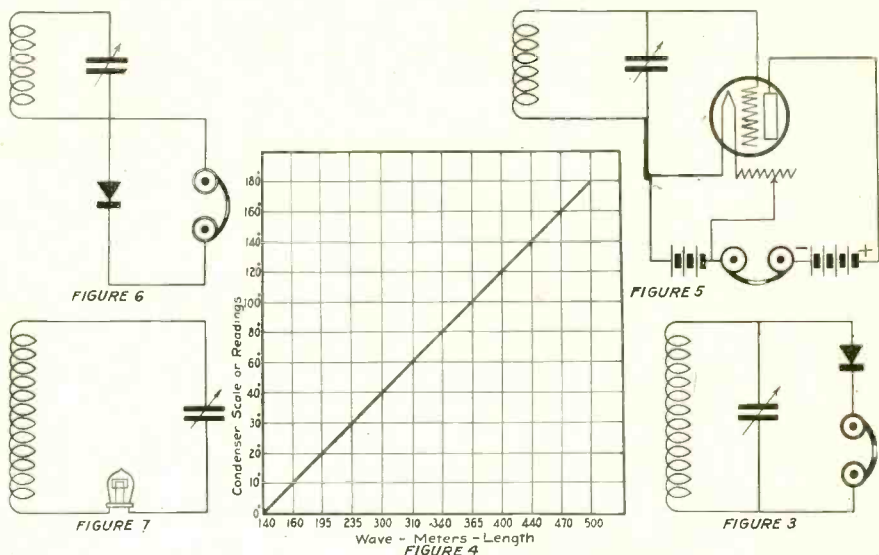 FIGURE 6
FIGURE 5
- +
FIGURE 7
Condenser Scale or Readings
180°
160°
140°
120°
100°
80°
60°
40°
30°
20°
10°
0°
140 160 195 235 300 310 -340 365 400 440 470 500
Wave - Meters - Length
FIGURE 4
FIGURE 3